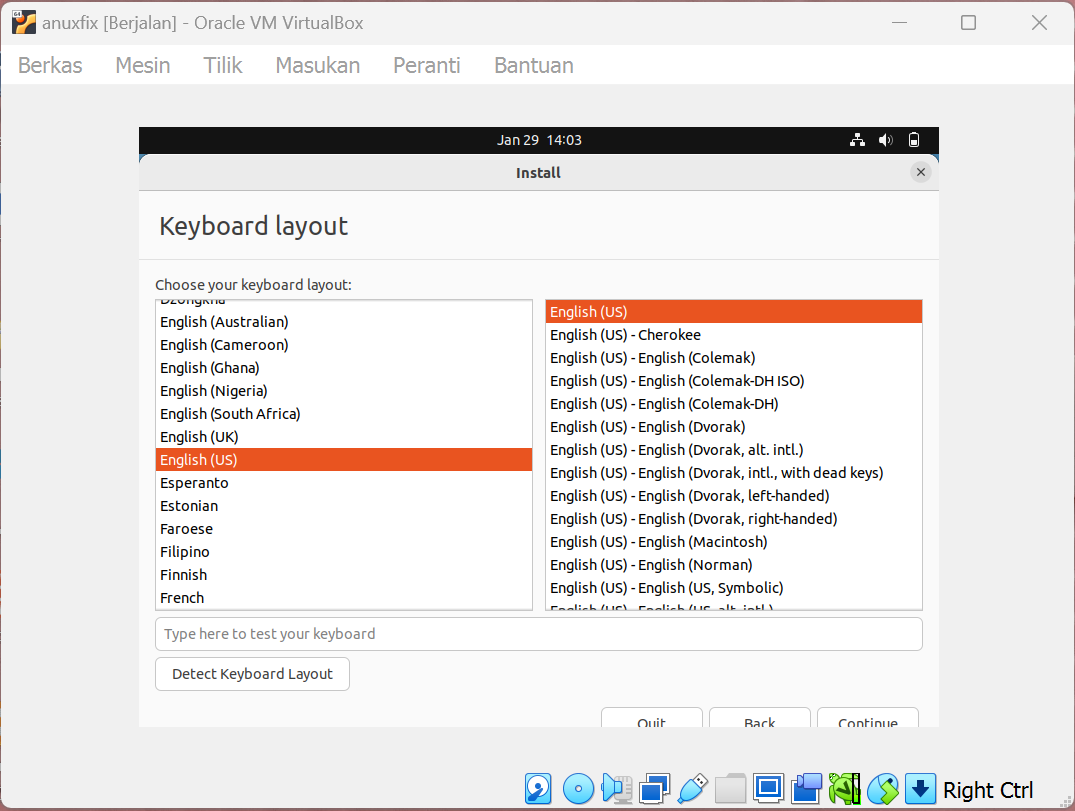 anuxfix [Berjalan] - Oracle VM VirtualBox
Berkas Mesin Tilik Masukan Peranti Bantuan
Jan 29 14:03
Install
Keyboard layout
Choose your keyboard layout:
Dzongkha
English (Australian)
English (Cameroon)
English (Ghana)
English (Nigeria)
English (South Africa)
English (UK)
English (US)
Esperanto
Estonian
Faroese
Filipino
Finnish
French
English (US)
English (US) - Cherokee
English (US) - English (Colemak)
English (US) - English (Colemak-DH ISO)
English (US) - English (Colemak-DH)
English (US) - English (Dvorak)
English (US) - English (Dvorak, alt. intl.)
English (US) - English (Dvorak, intl., with dead keys)
English (US) - English (Dvorak, left-handed)
English (US) - English (Dvorak, right-handed)
English (US) - English (Macintosh)
English (US) - English (Norman)
English (US) - English (US, Symbolic)
English (US) - English (US, alt. intl.)
Type here to test your keyboard
Detect Keyboard Layout
Quit Back Continue
Right Ctrl